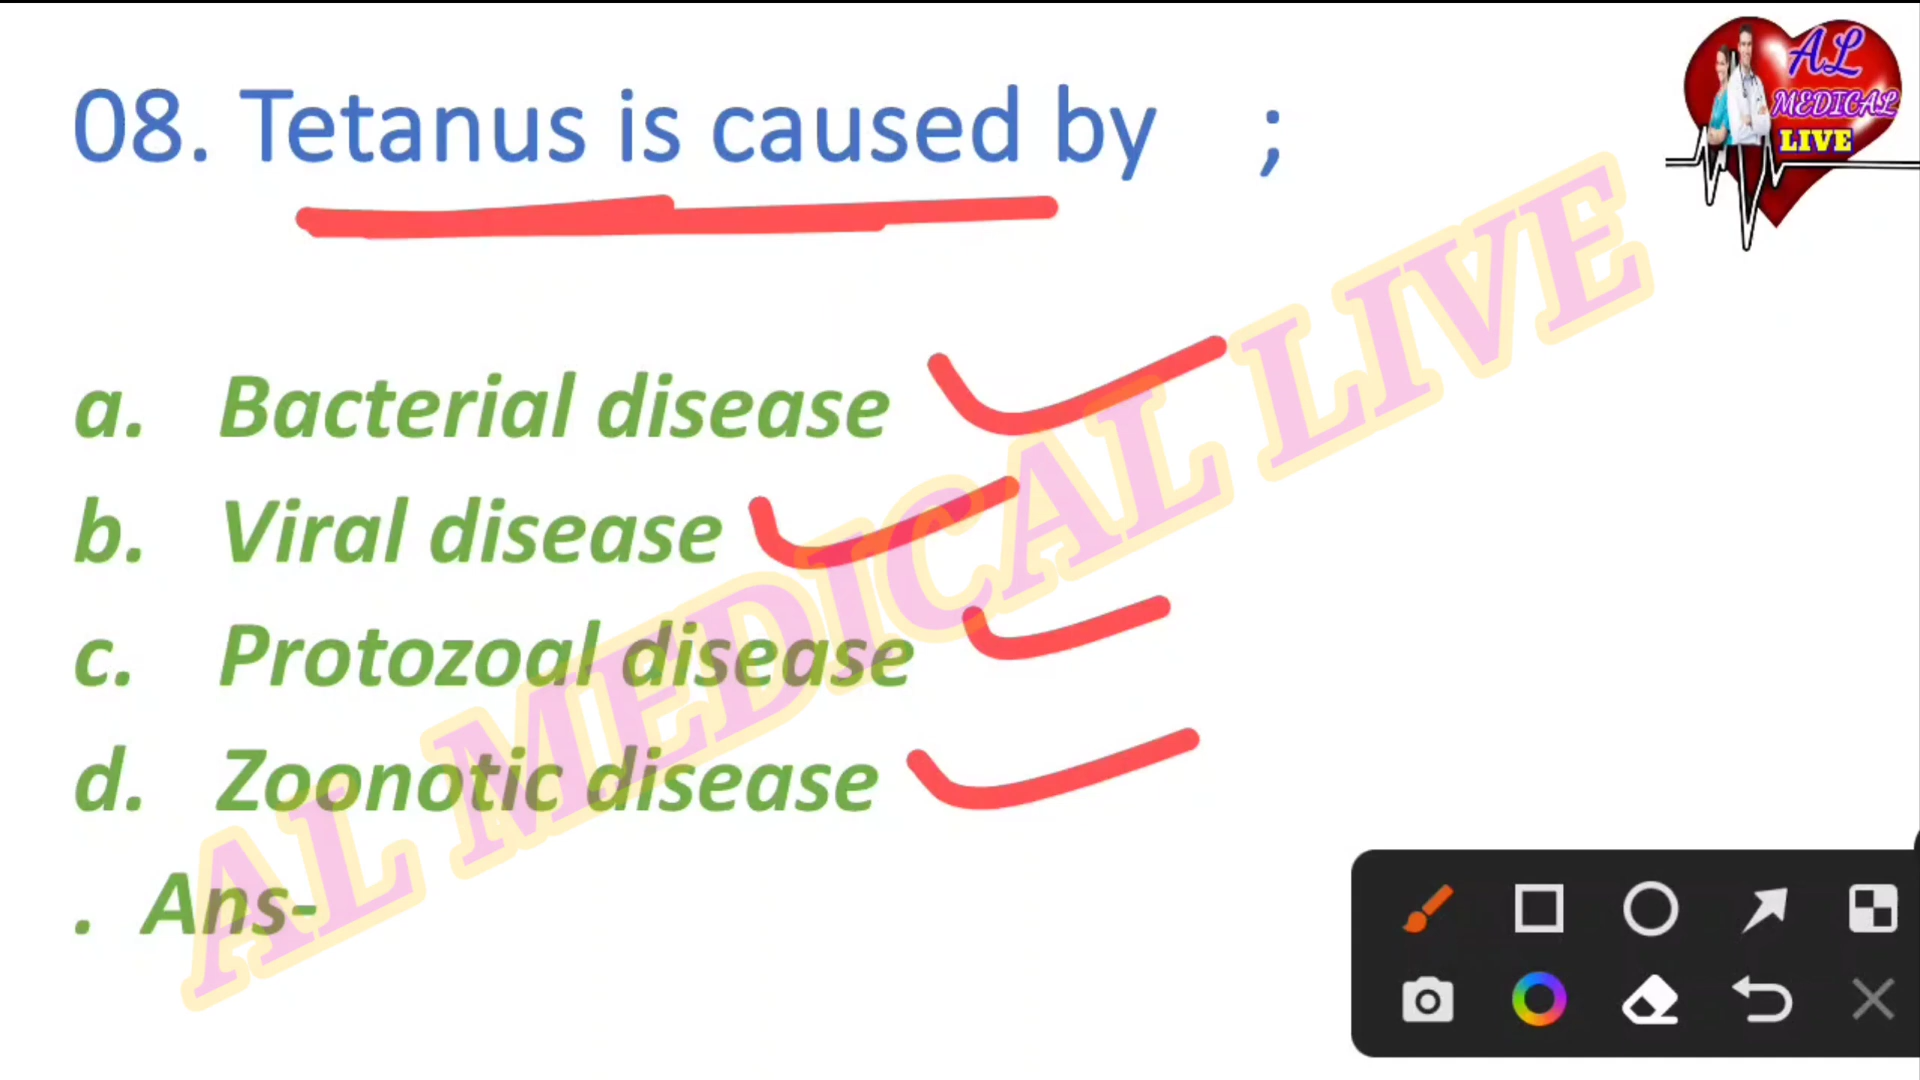 08. Tetanus is caused by ;
AL
MEDICAL
LIVE
a. Bacterial disease
b. Viral disease
c. Protozoal disease
d. Zoonotic disease
. Ans-
AL MEDICAL LIVE